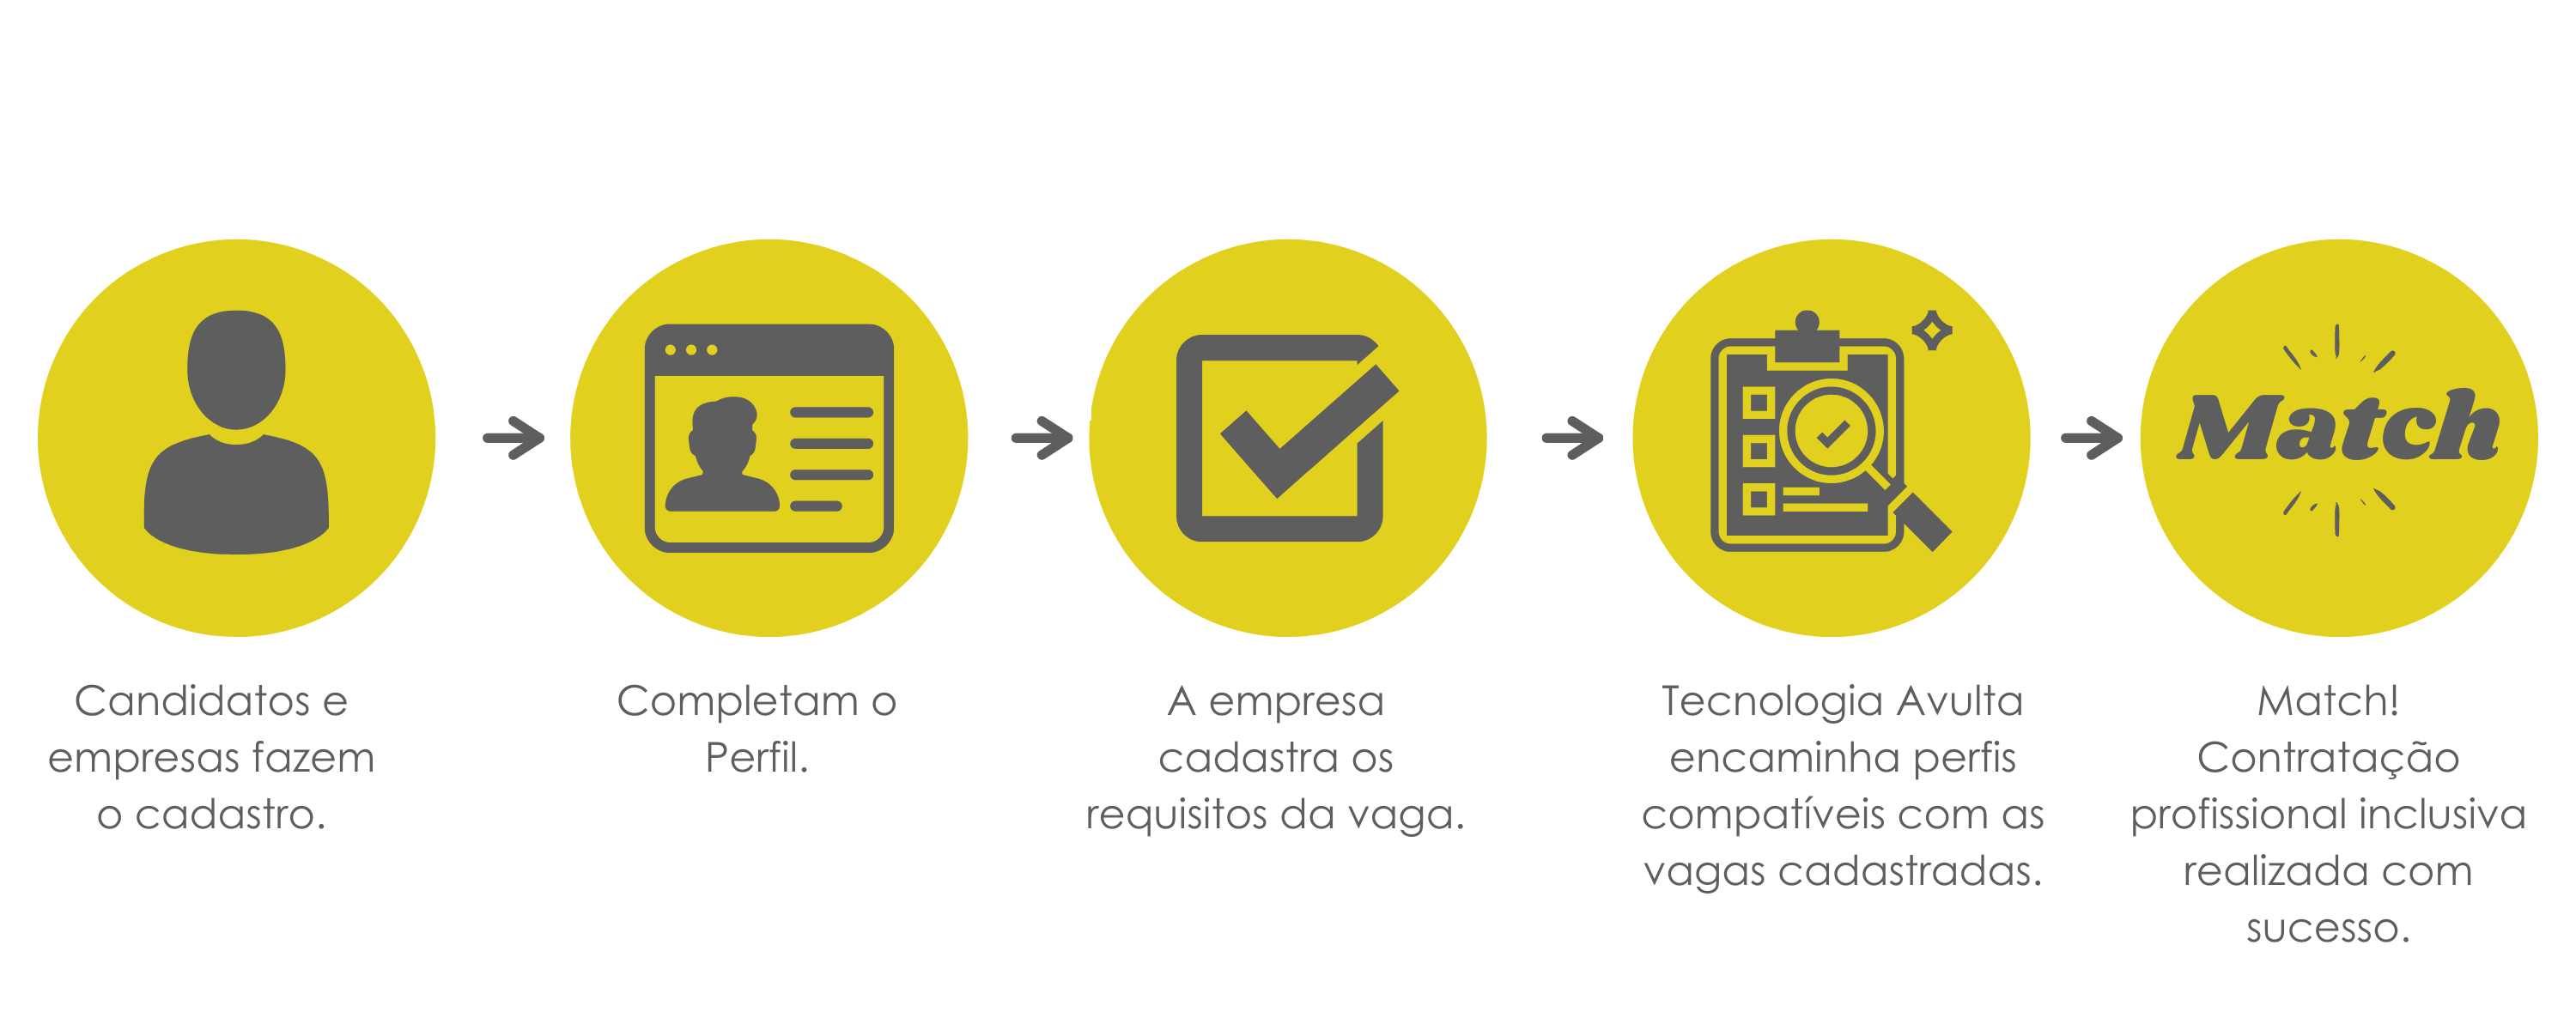 Match
Candidatos e
empresas fazem
o cadastro.
Completam o
Perfil.
A empresa
cadastra os
requisitos da vaga.
Tecnologia Avulta
encaminha perfis
compatíveis com as
vagas cadastradas.
Match!
Contratação
profissional inclusiva
realizada com
sucesso.